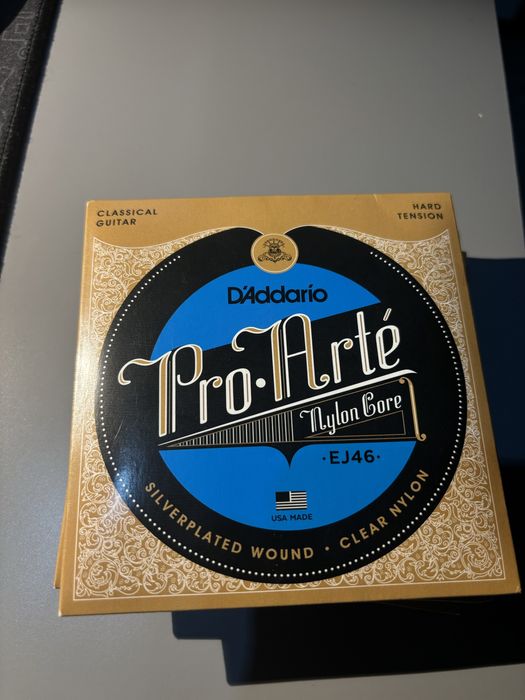 CLASSICAL
GUITAR
HARD
TENSION
D'Addario
Pro·Arté
Nylon Core
·EJ46·
USA MADE
SILVERPLATED WOUND · CLEAR NYLON